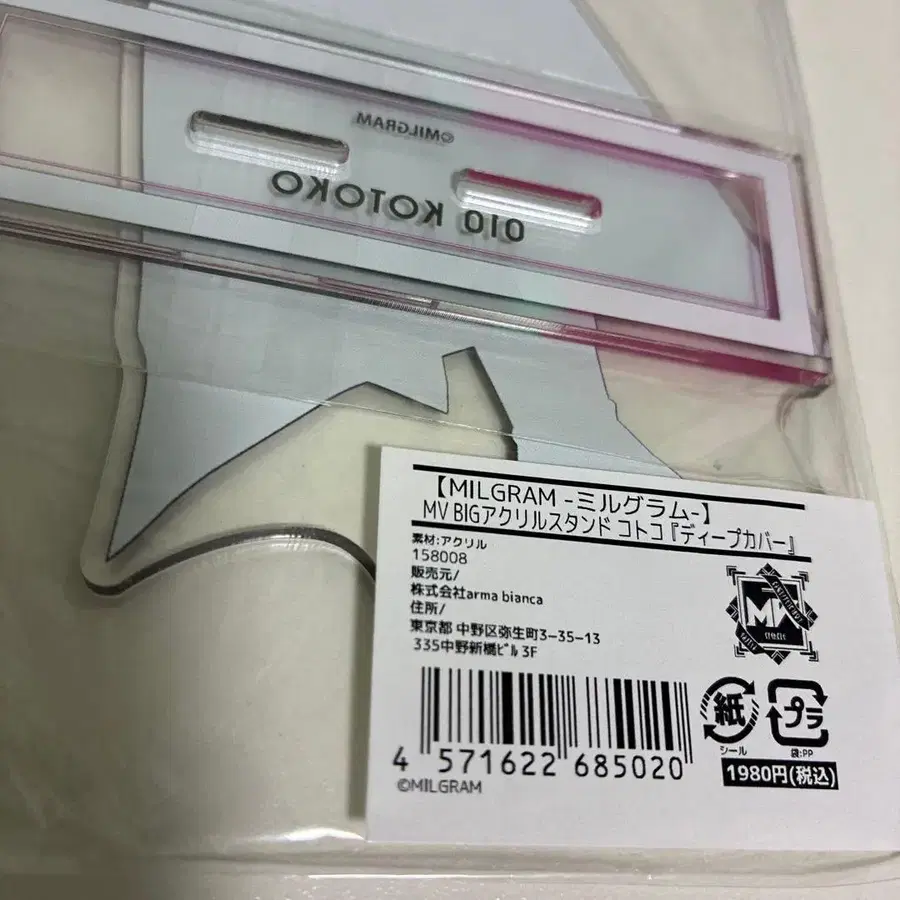 ©MILGRAM
010 KOTOKO
【MILGRAM -ミルグラム-】
MV BIGアクリルスタンド コトコ『ディープカバー』
素材:アクリル
158008
販売元/
株式会社arma bianca
住所/
東京都 中野区弥生町3-35-13
335中野新橋ビル 3F
紙
シール
プラ
袋:PP
4 571622 685020
1980円(税込)
©MILGRAM